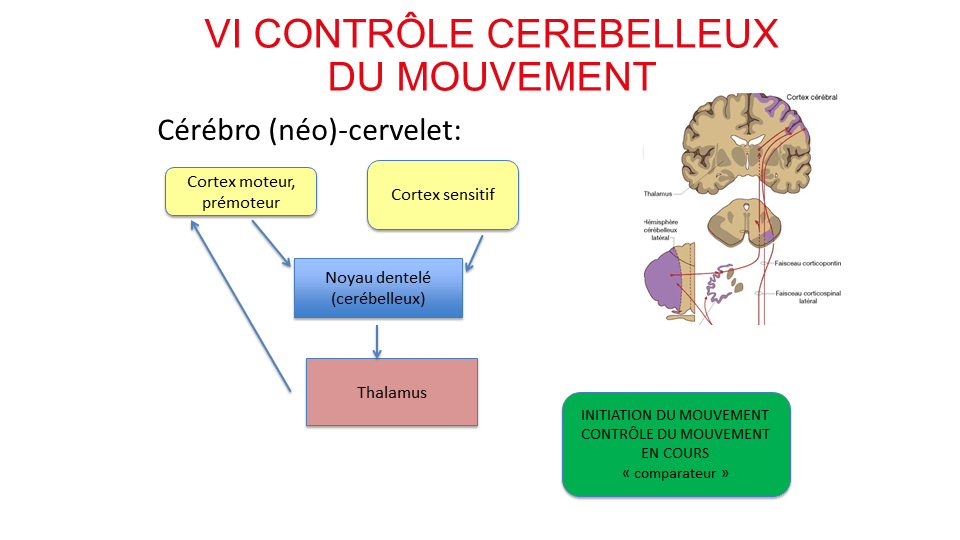 VI CONTRÔLE CEREBELLEUX
DU MOUVEMENT
Cérébro (néo)-cervelet:
Cortex moteur,
prémoteur
Cortex sensitif
Noyau dentelé
(cerébelleux)
Thalamus
Cortex cérébral
Thalamus
Hémisphère
cérébelleux
latéral
Faisceau corticopontin
Faisceau corticospinal
latéral
INITIATION DU MOUVEMENT
CONTRÔLE DU MOUVEMENT
EN COURS
« comparateur »